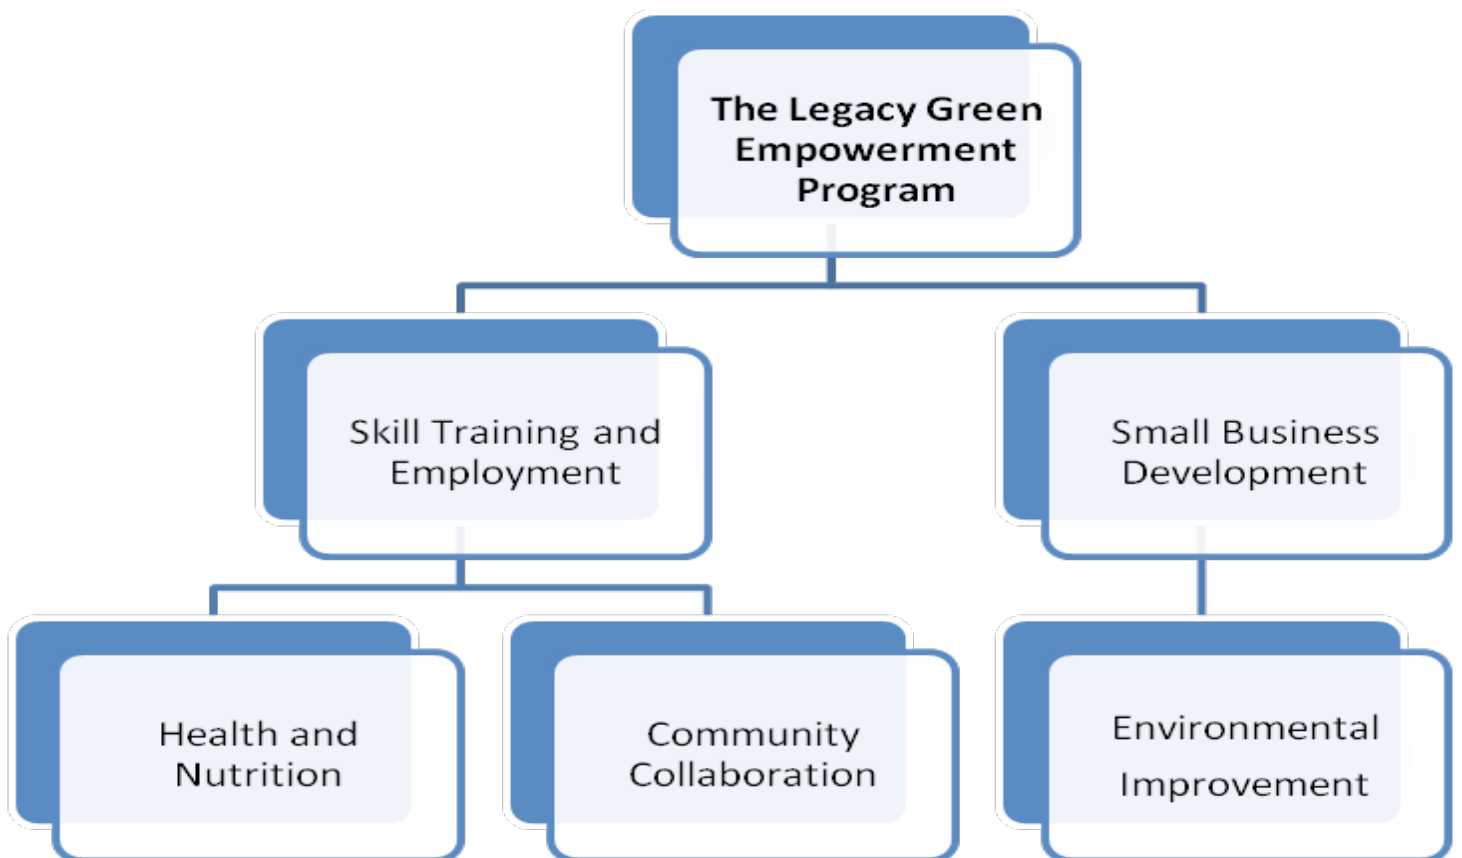 The Legacy Green
Empowerment
Program
Skill Training and
Employment
Small Business
Development
Health and
Nutrition
Community
Collaboration
Environmental
Improvement